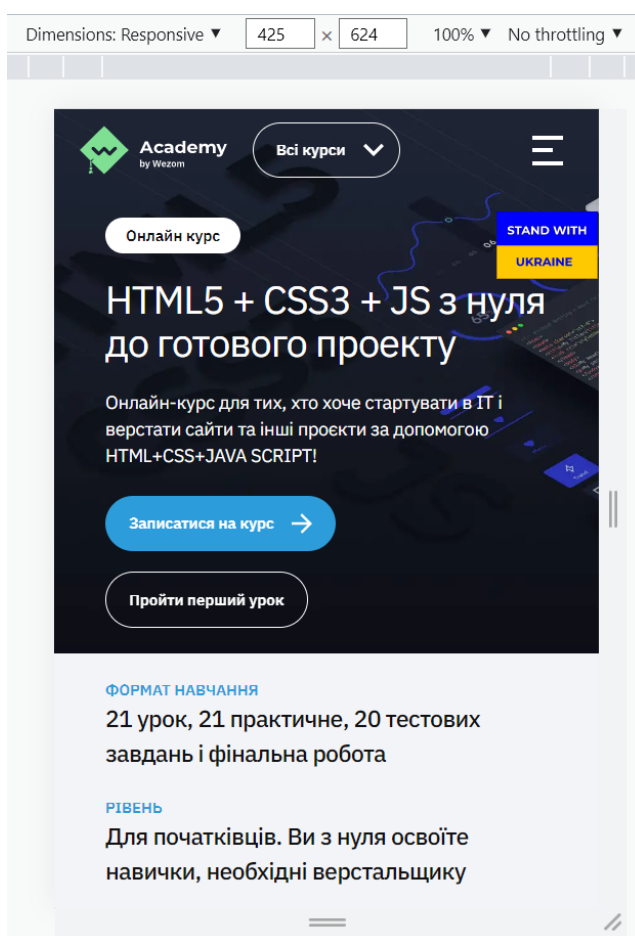 Dimensions: Responsive ▼ 425 × 624 100% ▼ No throttling ▼
Academy
by Wezom
Всі курси
Онлайн курс
STAND WITH
UKRAINE
HTML5 + CSS3 + JS з нуля
до готового проекту
Онлайн-курс для тих, хто хоче стартувати в IT і
верстати сайти та інші проєкти за допомогою
HTML+CSS+JAVA SCRIPT!
Записатися на курс →
Пройти перший урок
ФОРМАТ НАВЧАННЯ
21 урок, 21 практичне, 20 тестових
завдань і фінальна робота
РІВЕНЬ
Для початківців. Ви з нуля освоїте
навички, необхідні верстальщику